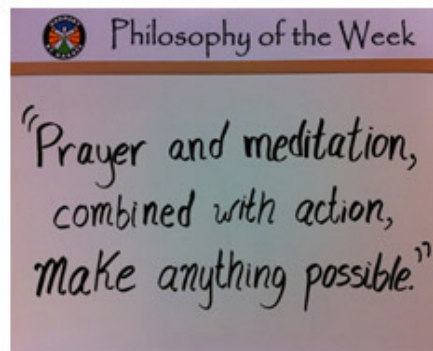 Philosophy of the Week
"Prayer and meditation,
combined with action,
make anything possible."